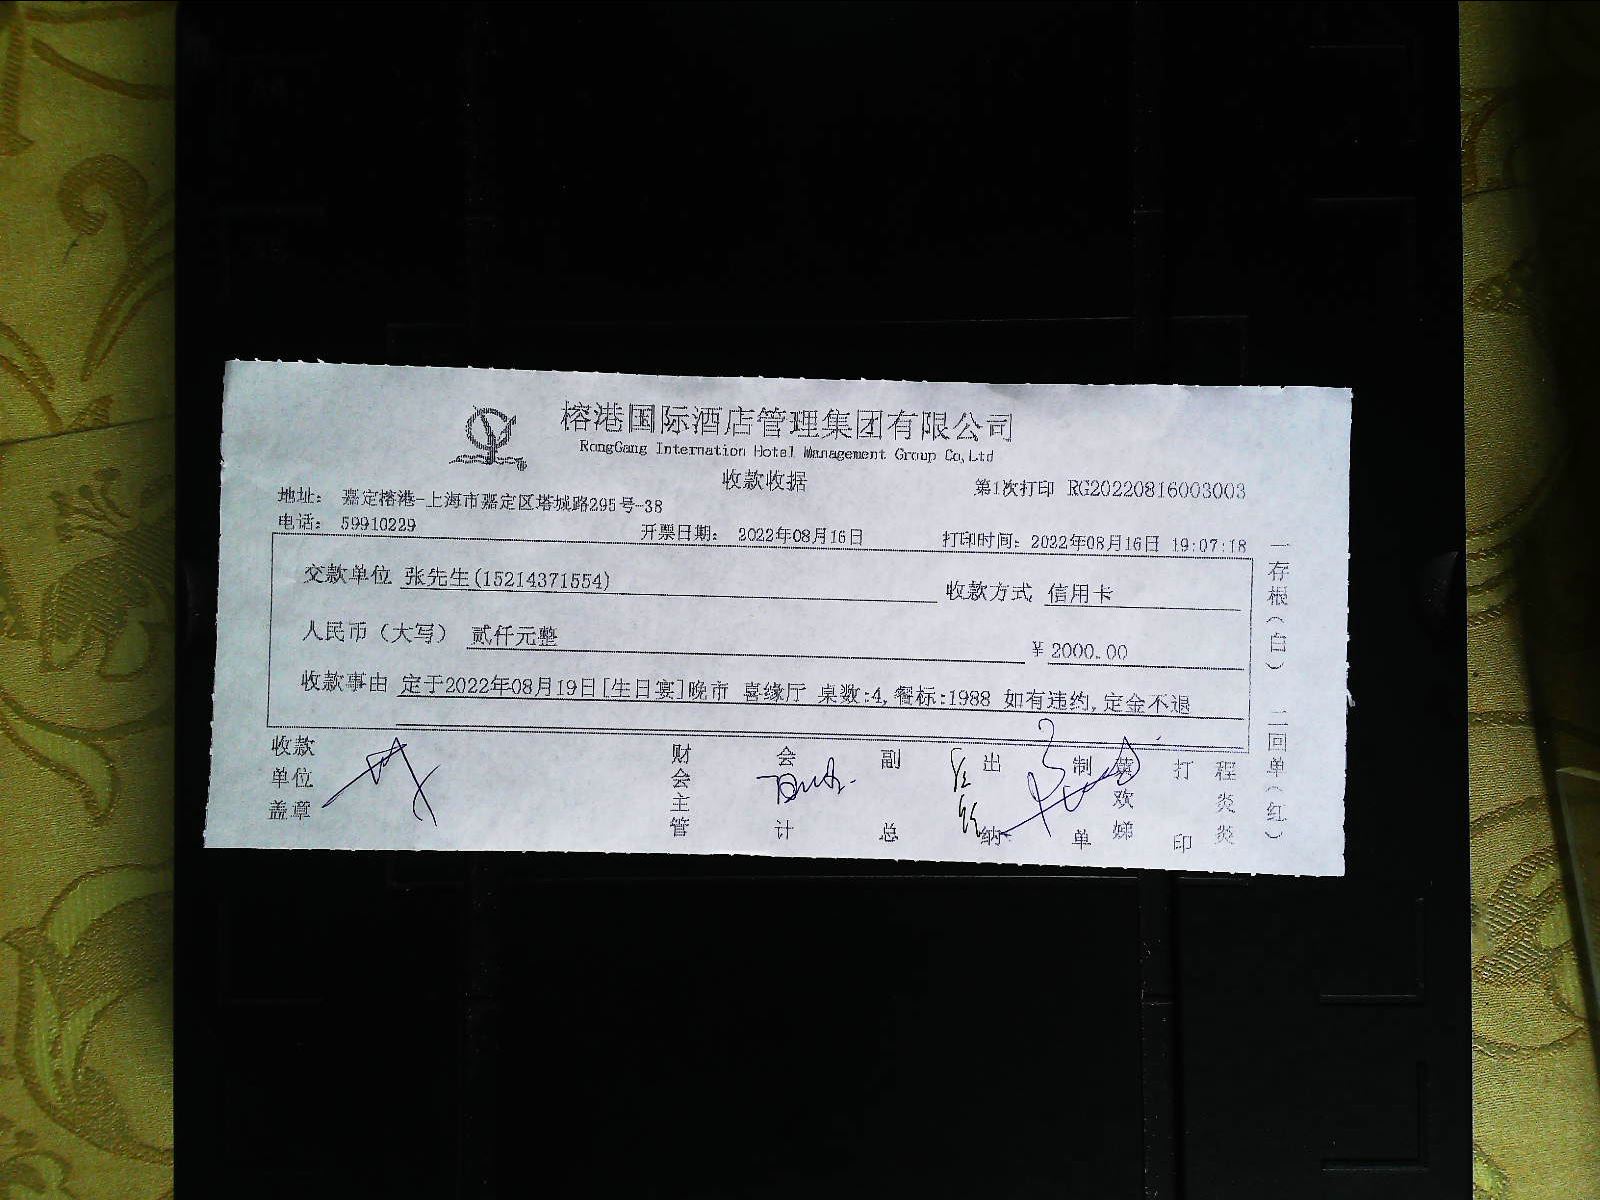 榕港国际酒店管理集团有限公司
RongGang Internation Hotel Management Group Co,Ltd
收款收据
第1次打印 RG20220816003003
地址： 嘉定榕港-上海市嘉定区塔城路295号-38
电话： 59910229
开票日期： 2022年08月16日
打印时间：2022年08月16日 19:07:18
交款单位 张先生(15214371554)
收款方式 信用卡
人民币（大写） 贰仟元整
¥ 2000.00
收款事由 定于2022年08月19日[生日宴]晚市 喜缘厅 桌数:4,餐标:1988 如有违约,定金不退
收款单位盖章
财会主管
会计
副总
出纳
制单 黄欢娣
打印 程炎炎
一存根（白） 二回单（红）